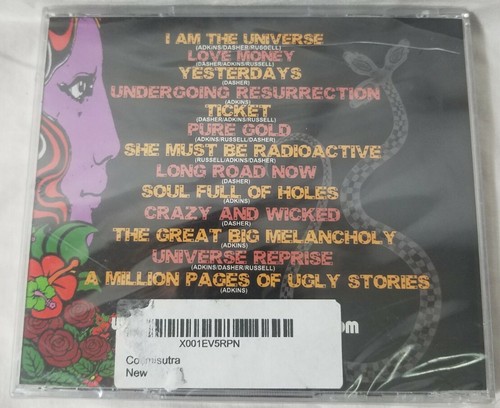 I AM THE UNIVERSE
(ADKINS/DASHER/RUSSELL)
LOVE MONEY
(DASHER/ADKINS/RUSSELL)
YESTERDAYS
(DASHER)
UNDERGOING RESURRECTION
(ADKINS)
TICKET
(DASHER/ADKINS/RUSSELL)
PURE GOLD
(ADKINS/RUSSELL/DASHER)
SHE MUST BE RADIOACTIVE
(RUSSELL/ADKINS/DASHER)
LONG ROAD NOW
(DASHER)
SOUL FULL OF HOLES
(ADKINS)
CRAZY AND WICKED
(DASHER)
THE GREAT BIG MELANCHOLY
(ADKINS)
UNIVERSE REPRISE
(ADKINS/DASHER/RUSSELL)
A MILLION PAGES OF UGLY STORIES
(ADKINS)
X001EV5RPN
Cosmisutra
New